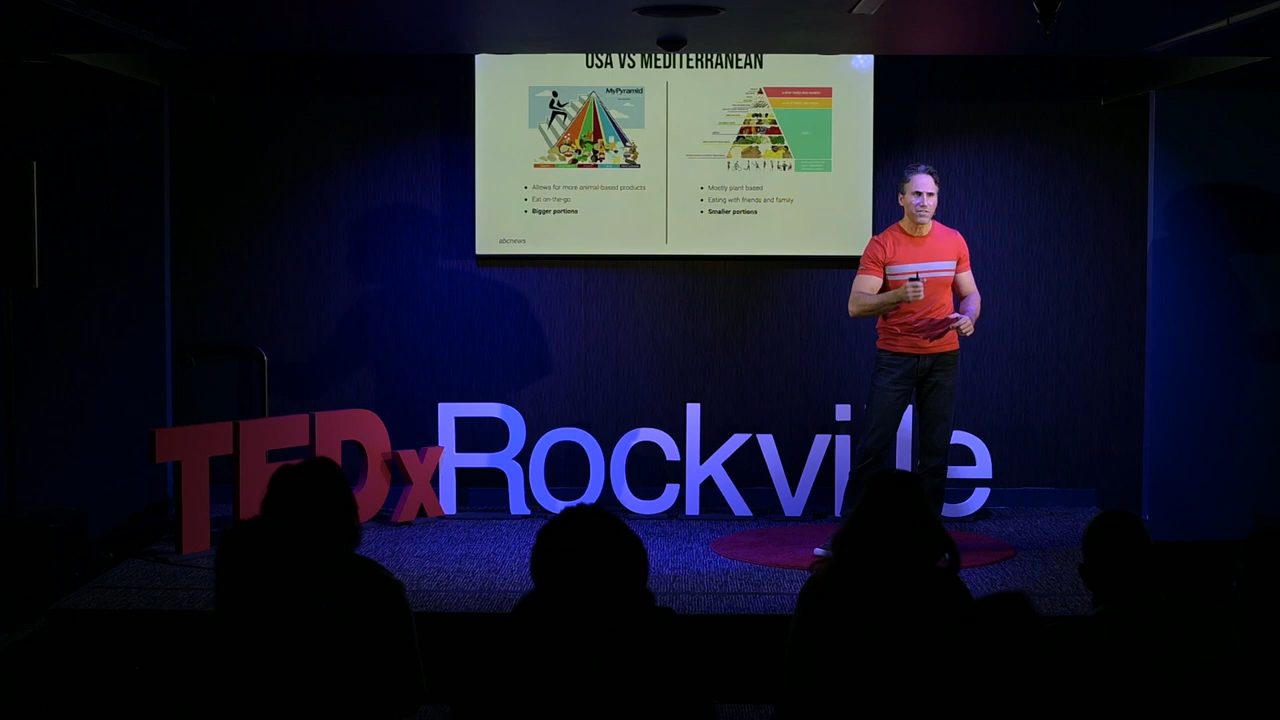 USA VS MEDITERRANEAN
MyPyramid
• Allows for more animal-based products
• Eat on-the-go
• Bigger portions
abcnews
• Mostly plant based
• Eating with friends and family
• Smaller portions
TEDxRockville